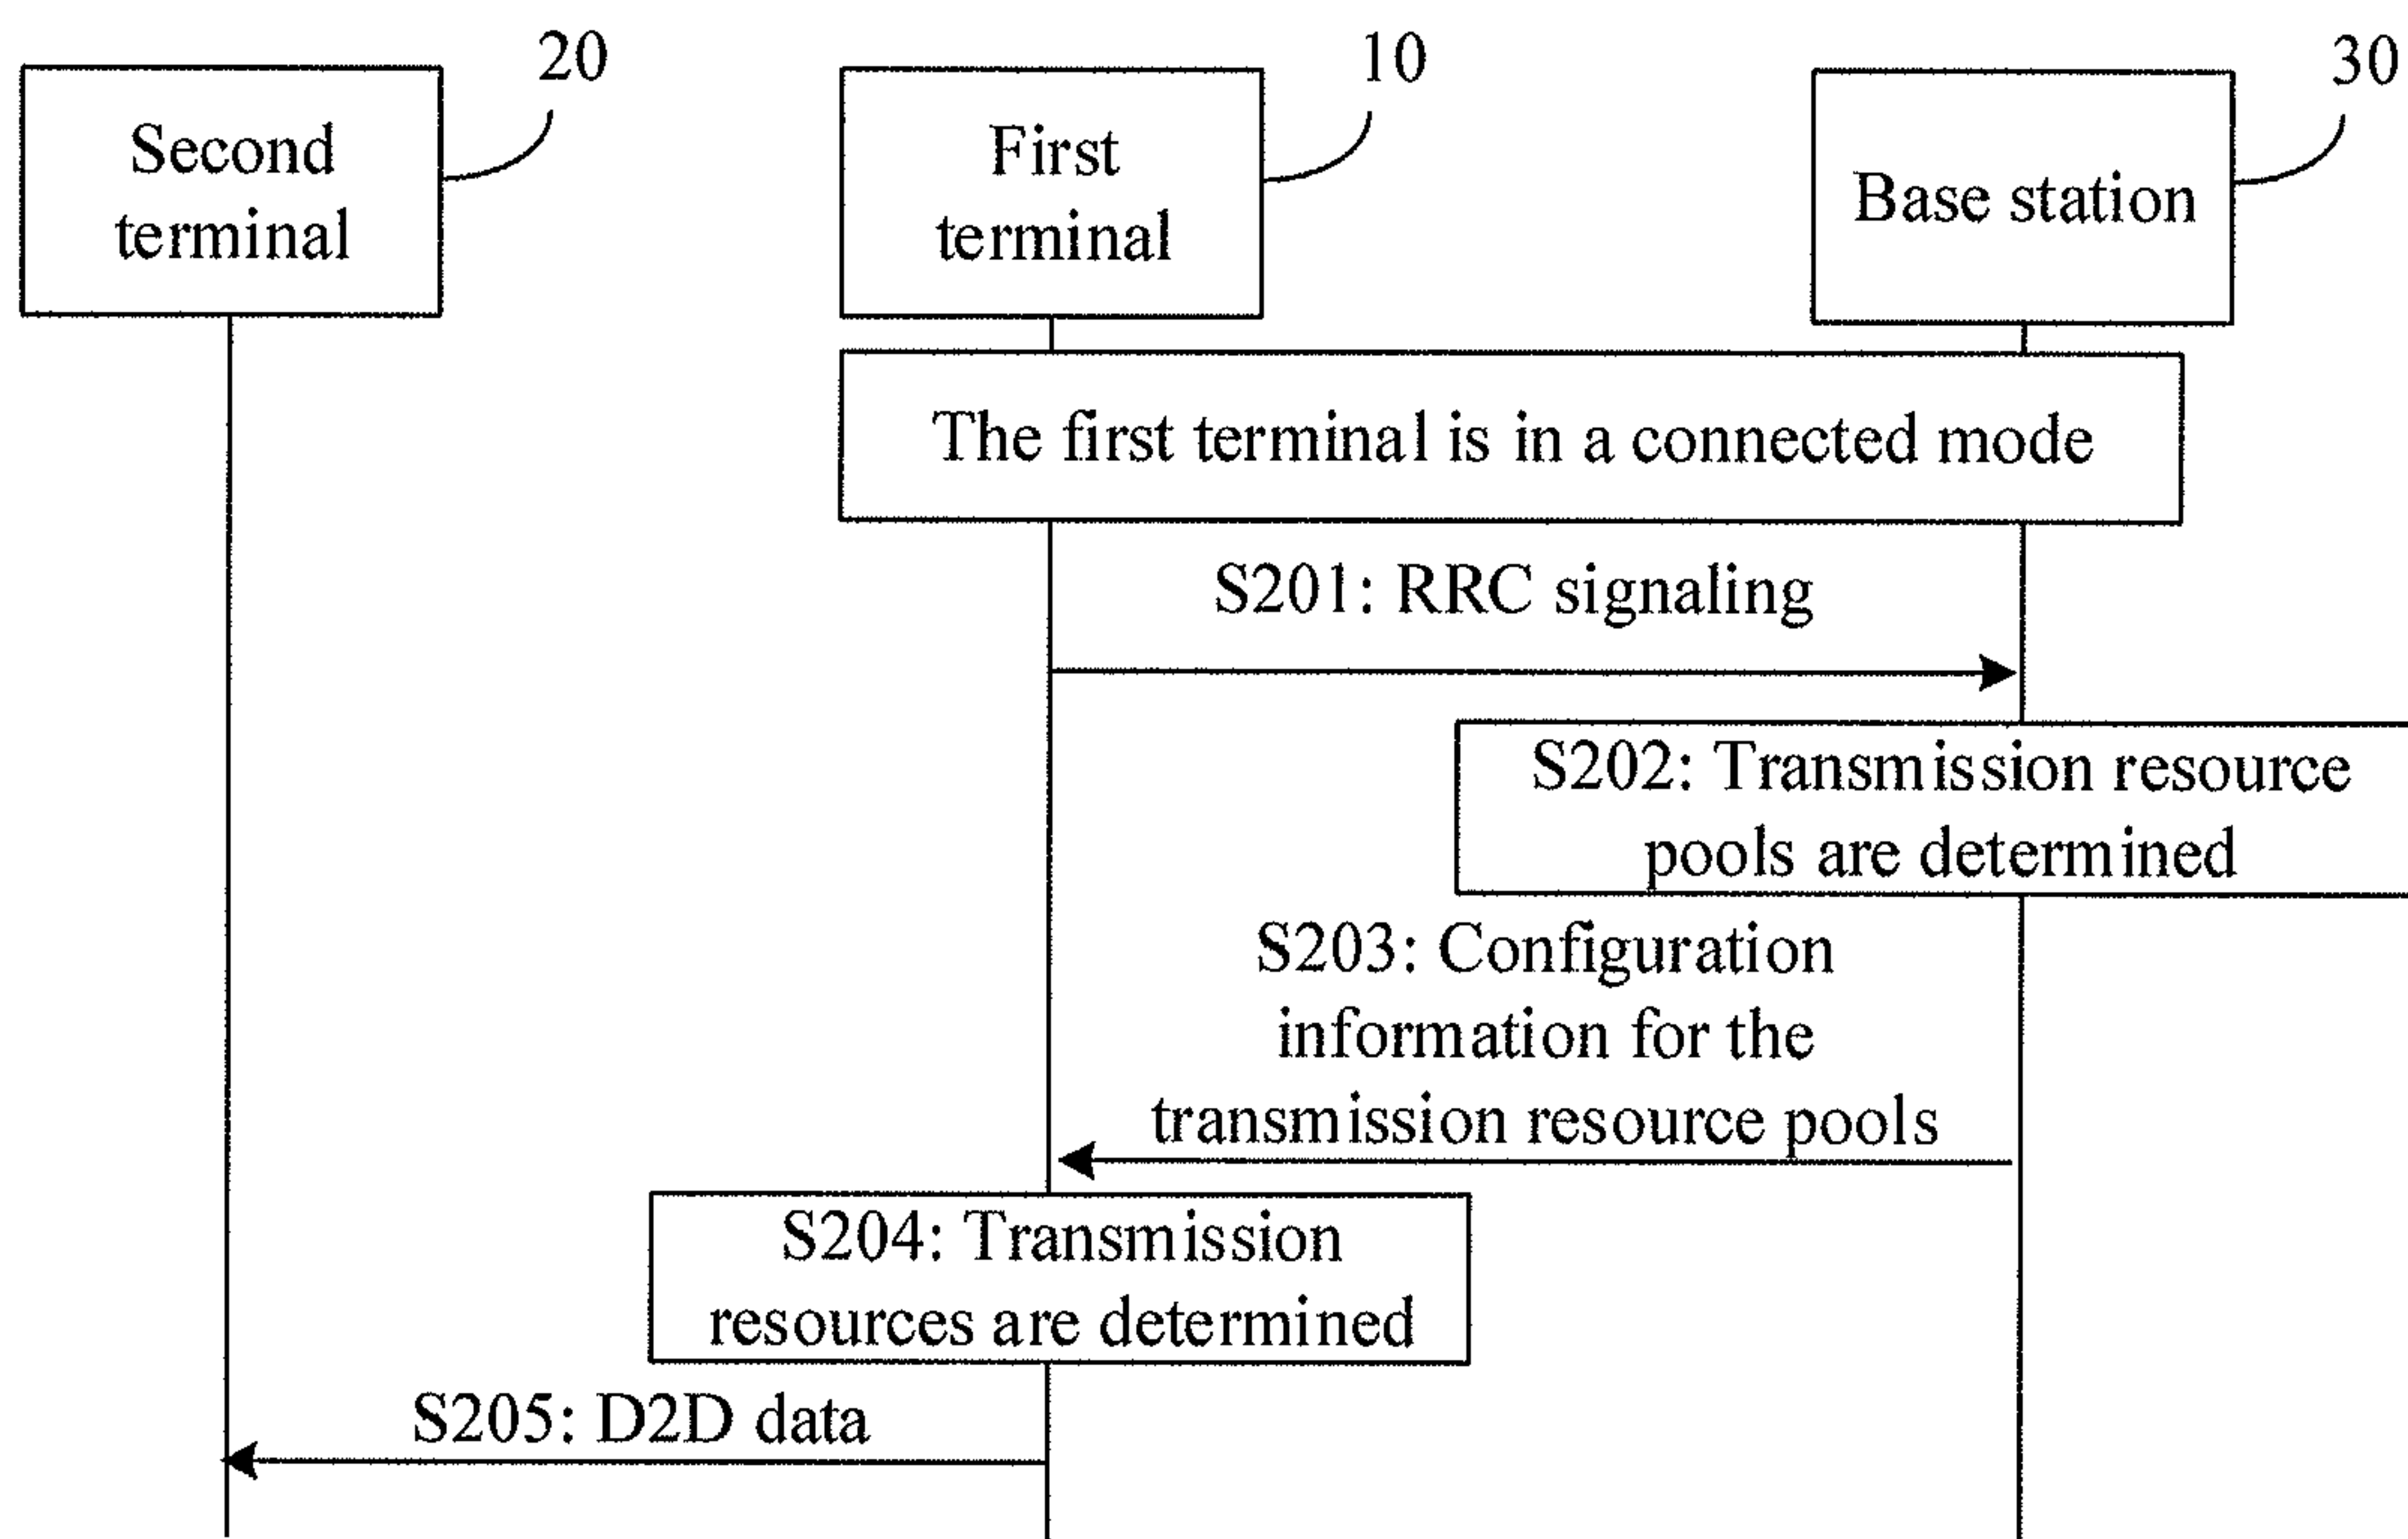 20
10
30
Second
terminal
First
terminal
Base station
The first terminal is in a connected mode
S201: RRC signaling
S202: Transmission resource
pools are determined
S203: Configuration
information for the
transmission resource pools
S204: Transmission
resources are determined
S205: D2D data